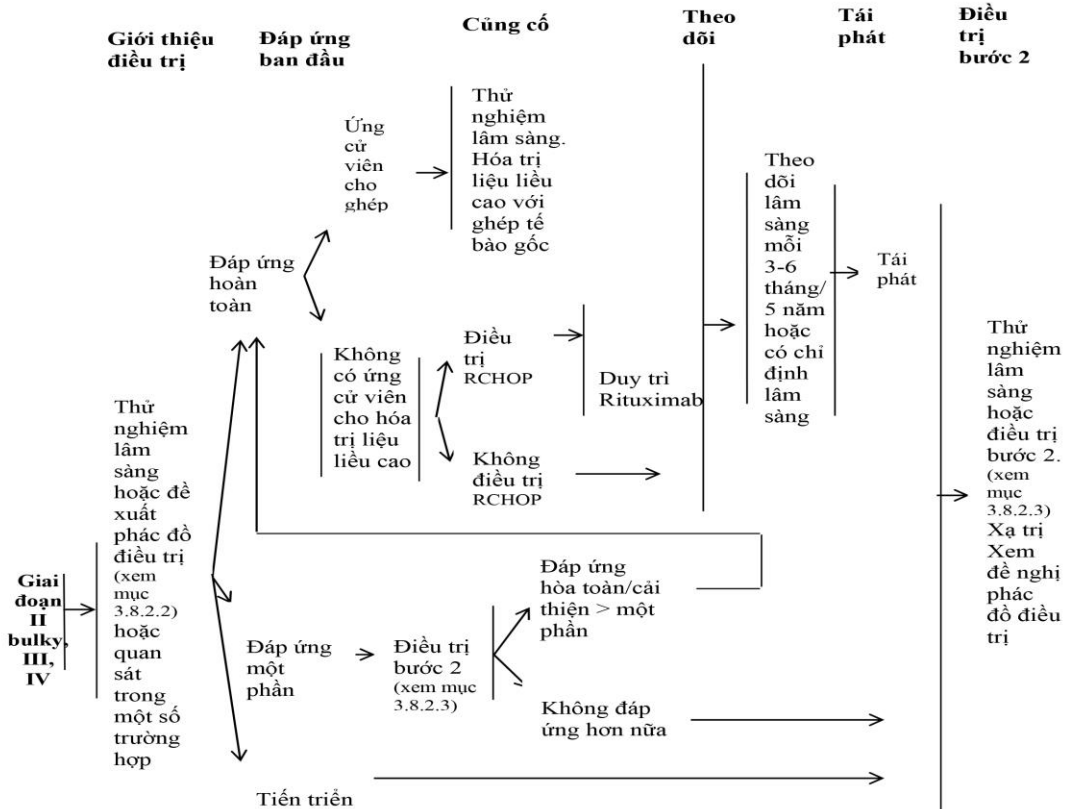 Giới thiệu
điều trị
Đáp ứng
ban đầu
Củng cố
Theo
dõi
Tái
phát
Điều
trị
bước 2
Giai
đoạn
II
bulky,
III,
IV
Thử
nghiệm
lâm
sàng
hoặc đề
xuất
phác đồ
điều trị
(xem
mục
3.8.2.2)
hoặc
quan
sát
trong
một số
trường
hợp
Đáp ứng
hoàn
toàn
Ứng
cử
viên
cho
ghép
Thử
nghiệm
lâm sàng.
Hóa trị
liệu liều
cao với
ghép tế
bào gốc
Không
có ứng
cử viên
cho hóa
trị liệu
liều cao
Điều
trị
RCHOP
Duy trì
Rituximab
Không
điều trị
RCHOP
Đáp ứng
một
phần
Điều trị
bước 2
(xem mục
3.8.2.3)
Đáp ứng
hòa toàn/cải
thiện > một
phần
Không đáp
ứng hơn nữa
Tiến triển
Theo
dõi
lâm
sàng
mỗi
3-6
tháng/
5 năm
hoặc
có chỉ
định
lâm
sàng
Tái
phát
Thử
nghiệm
lâm
sàng
hoặc
điều trị
bước 2.
(xem
mục
3.8.2.3)
Xạ trị
Xem
đề nghị
phác
đồ điều
trị